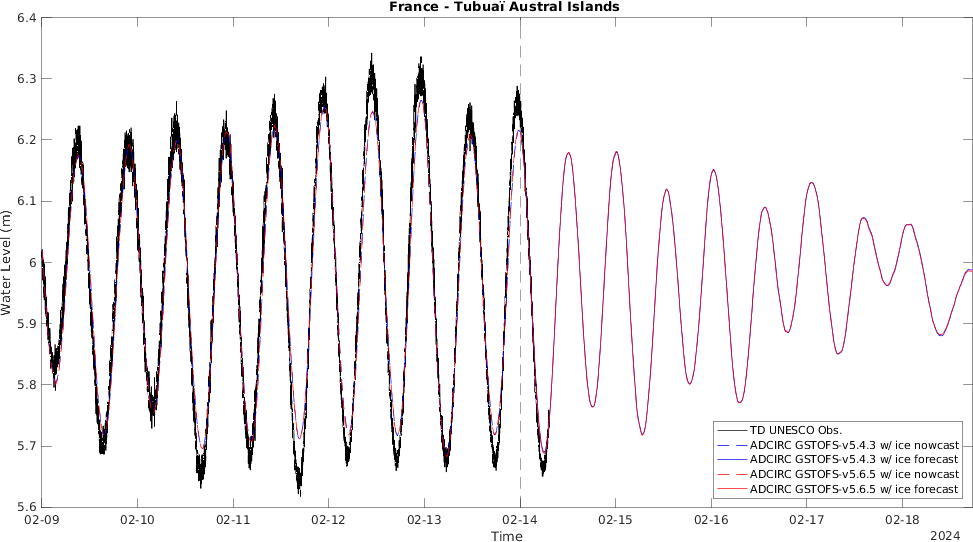 France - Tubuaï Austral Islands
6.4
6.3
6.2
6.1
6
5.9
5.8
5.7
5.6
Water Level (m)
TD UNESCO Obs.
ADCIRC GSTOFS-v5.4.3 w/ ice nowcast
ADCIRC GSTOFS-v5.4.3 w/ ice forecast
ADCIRC GSTOFS-v5.6.5 w/ ice nowcast
ADCIRC GSTOFS-v5.6.5 w/ ice forecast
02-09 02-10 02-11 02-12 02-13 02-14 02-15 02-16 02-17 02-18
Time
2024